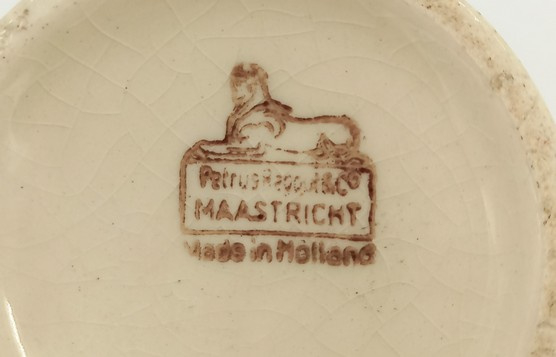 Petrus Regout & Co
MAASTRICHT
Made in Holland